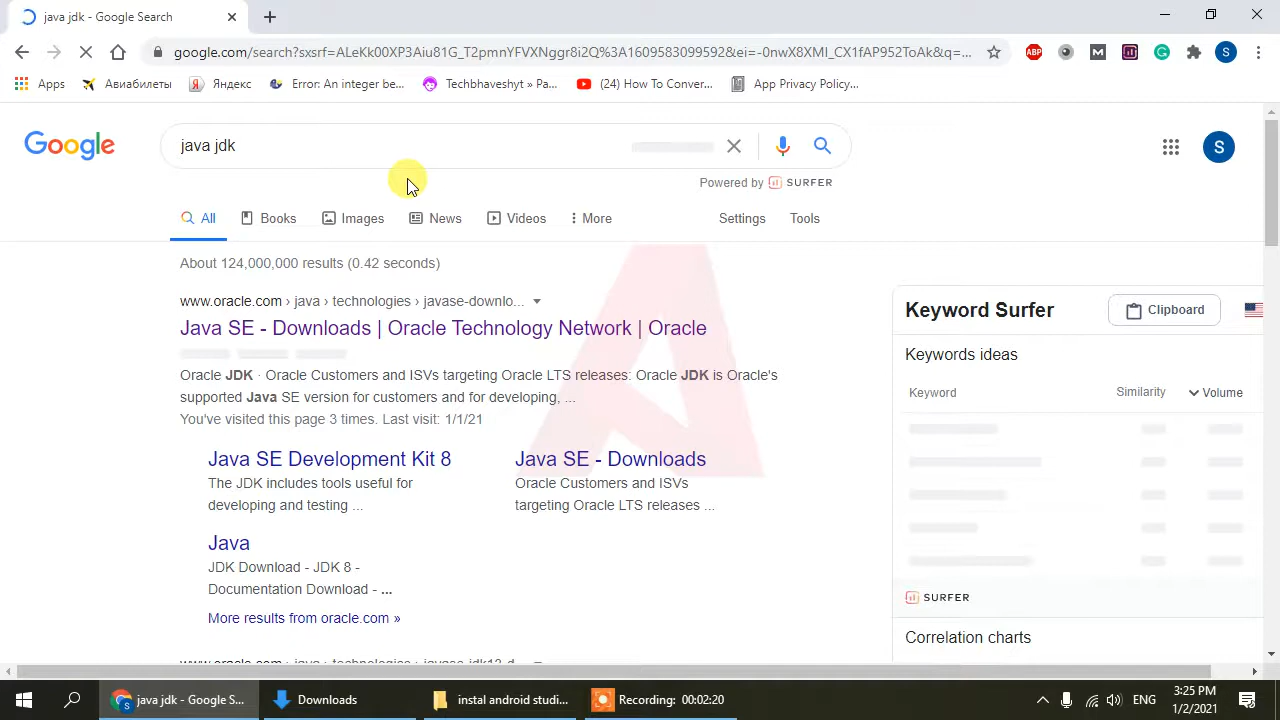 java jdk - Google Search
google.com/search?sxsrf=ALeKk00XP3Aiu81G_T2pmnYFVXNggr8i2Q%3A1609583099592&ei=-0nwX8XMI_CX1fAP952ToAk&q=...
ABP
M
G
S
Apps
Авиабилеты
Яндекс
Error: An integer be...
Techbhaveshyt » Pa...
(24) How To Conver...
App Privacy Policy...
Google
java jdk
S
Powered by SURFER
All
Books
Images
News
Videos
More
Settings
Tools
About 124,000,000 results (0.42 seconds)
www.oracle.com › java › technologies › javase-downlo...
Java SE - Downloads | Oracle Technology Network | Oracle
Oracle JDK · Oracle Customers and ISVs targeting Oracle LTS releases: Oracle JDK is Oracle's
supported Java SE version for customers and for developing, ...
You've visited this page 3 times. Last visit: 1/1/21
Java SE Development Kit 8
The JDK includes tools useful for
developing and testing ...
Java SE - Downloads
Oracle Customers and ISVs
targeting Oracle LTS releases ...
Java
JDK Download - JDK 8 -
Documentation Download - ...
More results from oracle.com »
www.oracle.com › java › technologies › javase-jdk13-d...
Keyword Surfer
Clipboard
Keywords ideas
Keyword
Similarity
Volume
SURFER
Correlation charts
java jdk - Google S...
Downloads
instal android studi...
Recording: 00:02:20
ENG
3:25 PM
1/2/2021